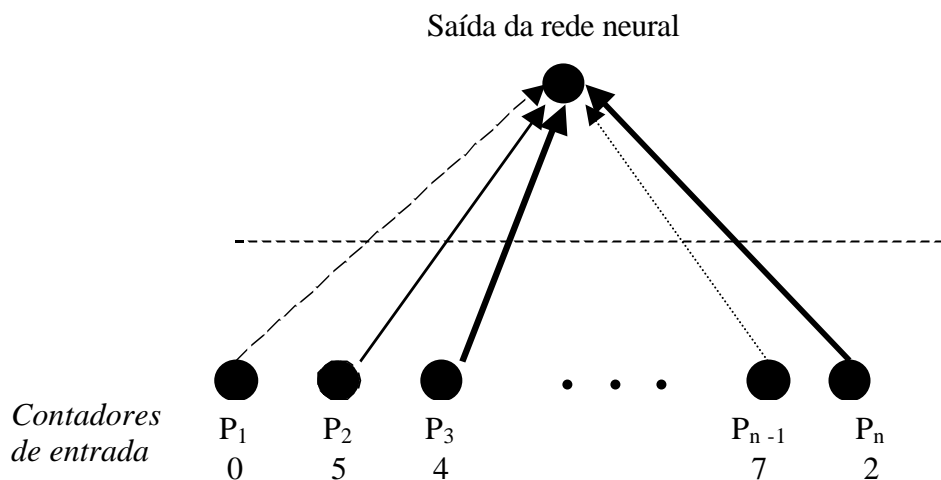 Saída da rede neural
Contadores de entrada
P₁ P₂ P₃ . . . Pₙ₋₁ Pₙ
0 5 4 7 2